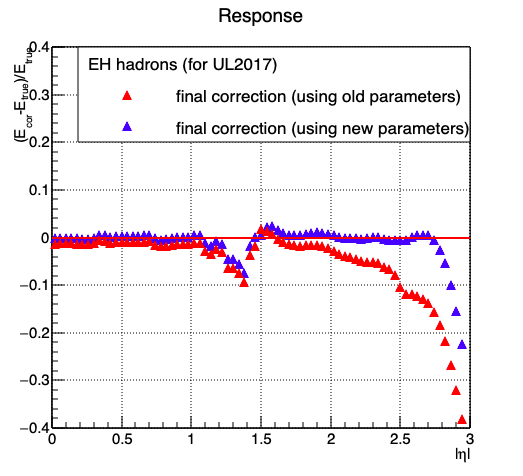 Response
(E_cor-E_true)/E_true
EH hadrons (for UL2017)
final correction (using old parameters)
final correction (using new parameters)
0.4
0.3
0.2
0.1
0
−0.1
−0.2
−0.3
−0.4
0 0.5 1 1.5 2 2.5 3
|η|